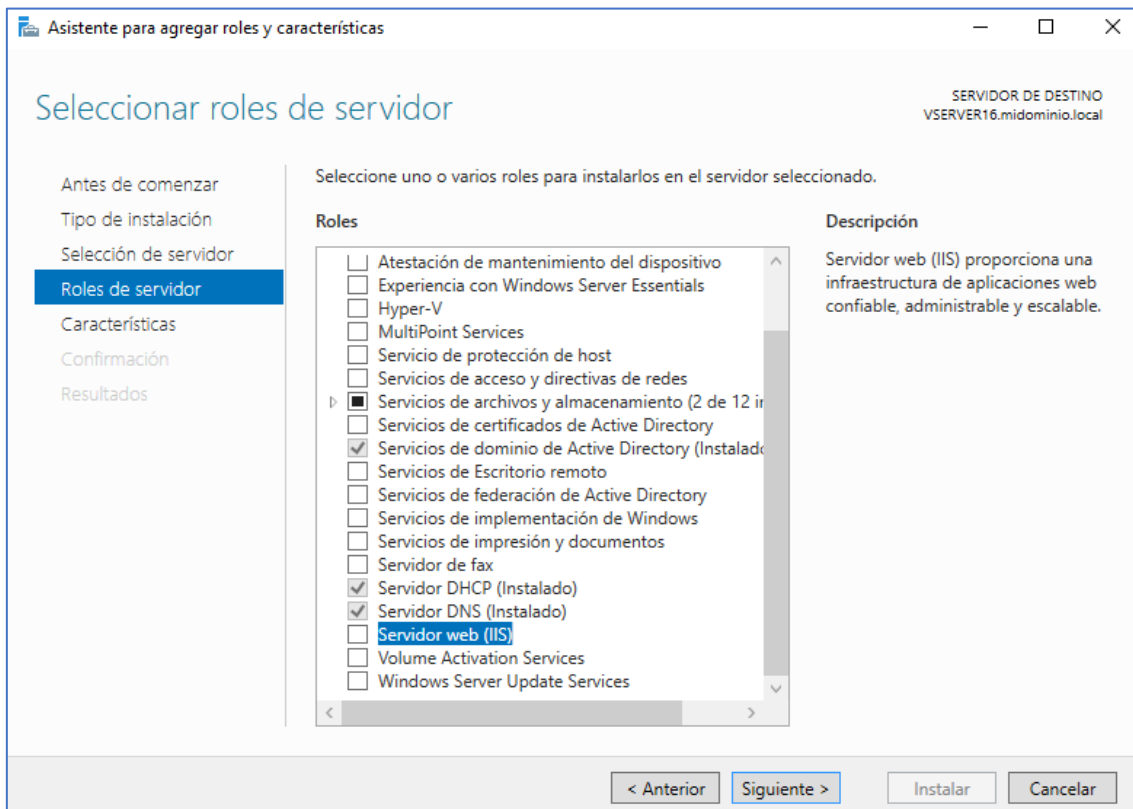 Asistente para agregar roles y características
Seleccionar roles de servidor
SERVIDOR DE DESTINO
VSERVER16.midominio.local
Antes de comenzar
Tipo de instalación
Selección de servidor
Roles de servidor
Características
Confirmación
Resultados
Seleccione uno o varios roles para instalarlos en el servidor seleccionado.
Roles
Atestación de mantenimiento del dispositivo
Experiencia con Windows Server Essentials
Hyper-V
MultiPoint Services
Servicio de protección de host
Servicios de acceso y directivas de redes
Servicios de archivos y almacenamiento (2 de 12 in
Servicios de certificados de Active Directory
Servicios de dominio de Active Directory (Instalado
Servicios de Escritorio remoto
Servicios de federación de Active Directory
Servicios de implementación de Windows
Servicios de impresión y documentos
Servidor de fax
Servidor DHCP (Instalado)
Servidor DNS (Instalado)
Servidor web (IIS)
Volume Activation Services
Windows Server Update Services
Descripción
Servidor web (IIS) proporciona una
infraestructura de aplicaciones web
confiable, administrable y escalable.
< Anterior
Siguiente >
Instalar
Cancelar